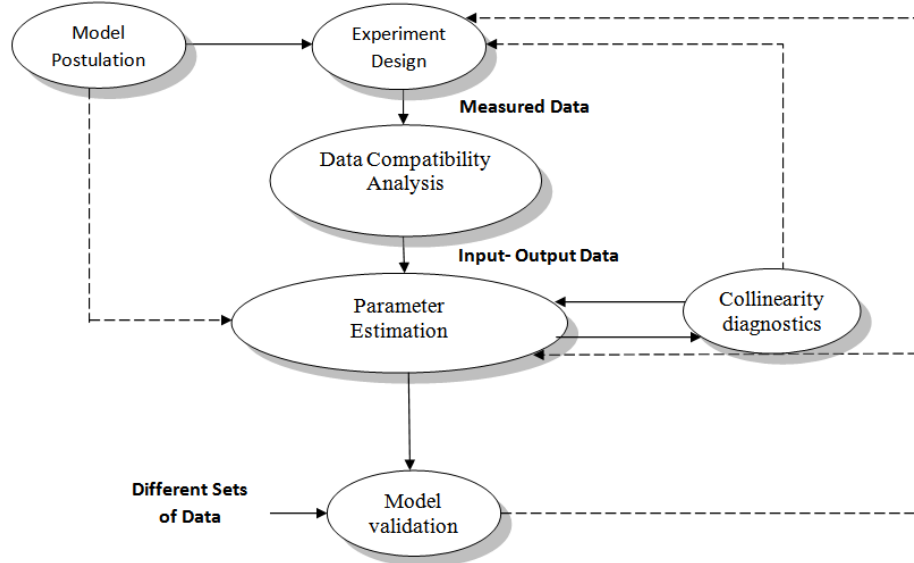 Model
Postulation
Experiment
Design
Measured Data
Data Compatibility
Analysis
Input- Output Data
Parameter
Estimation
Collinearity
diagnostics
Different Sets
of Data
Model
validation